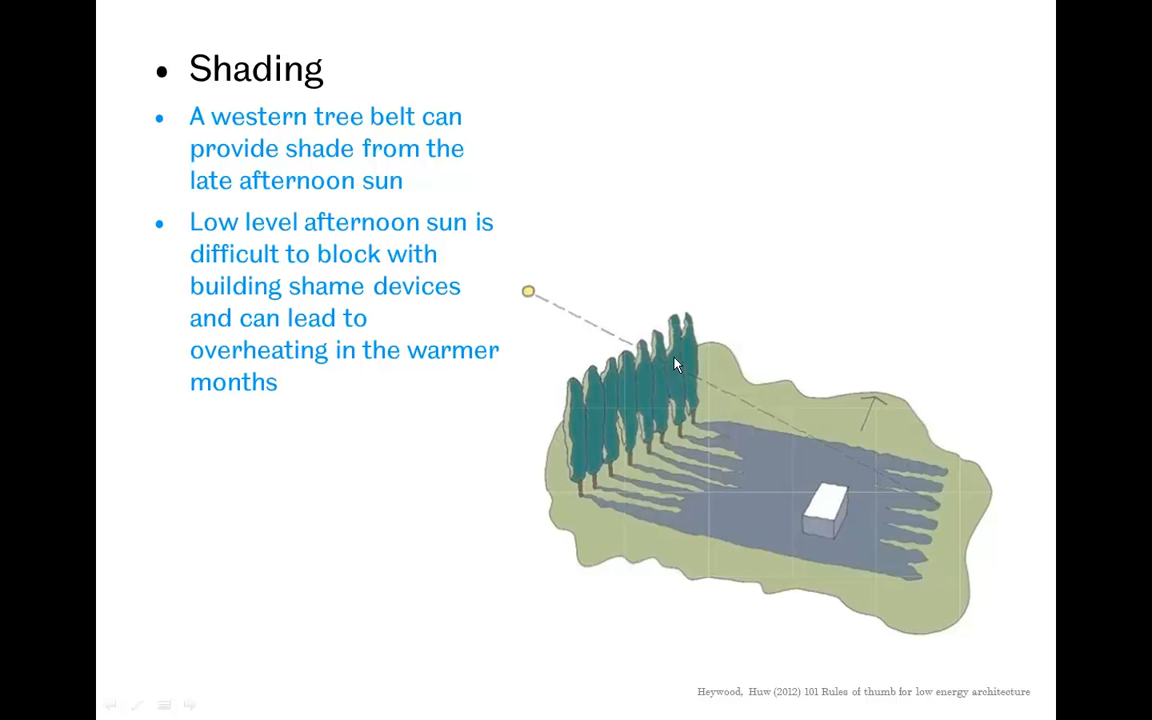 • Shading
• A western tree belt can
provide shade from the
late afternoon sun
• Low level afternoon sun is
difficult to block with
building shame devices
and can lead to
overheating in the warmer
months
Heywood, Huw (2012) 101 Rules of thumb for low energy architecture